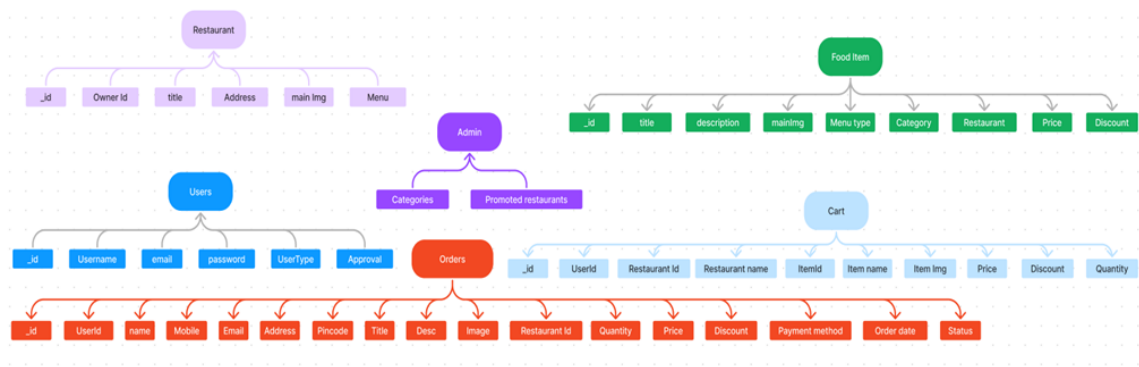 Restaurant
_id Owner Id title Address main Img Menu
Food Item
_id title description mainImg Menu type Category Restaurant Price Discount
Admin
Categories Promoted restaurants
Users
_id Username email password UserType Approval
Cart
_id UserId Restaurant Id Restaurant name ItemId Item name Item Img Price Discount Quantity
Orders
_id UserId name Mobile Email Address Pincode Title Desc Image Restaurant Id Quantity Price Discount Payment method Order date Status